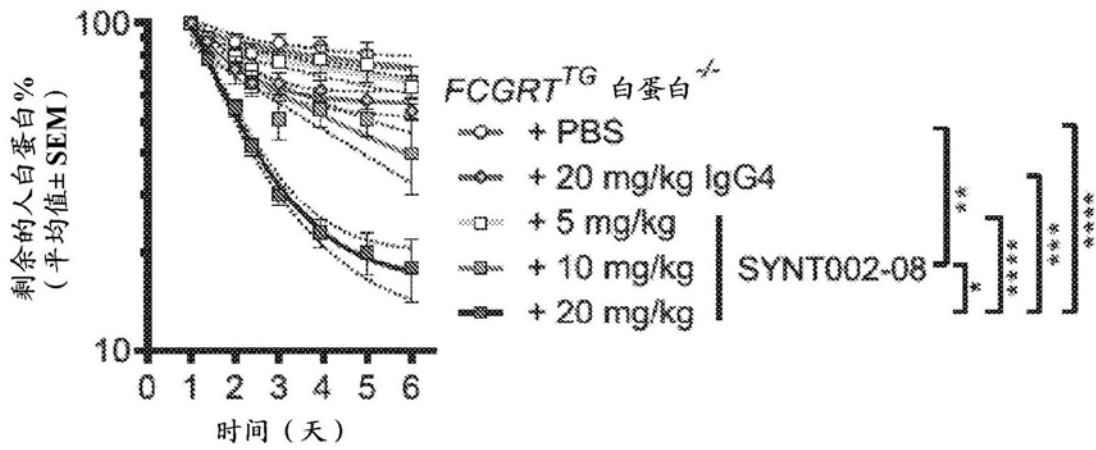 剩余的人白蛋白%
(平均值±SEM)
100
10
0 1 2 3 4 5 6
时间(天)
FCGRT^TG 白蛋白^-/-
+ PBS
+ 20 mg/kg IgG4
+ 5 mg/kg
+ 10 mg/kg
+ 20 mg/kg
SYNT002-08
**
*
****
***
****